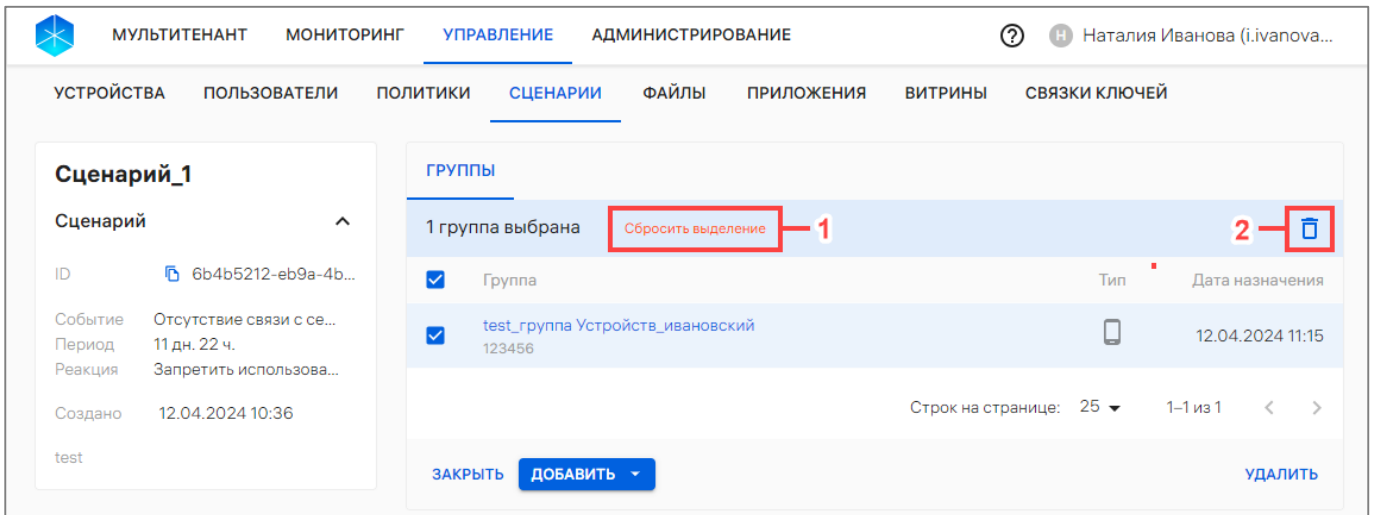 МУЛЬТИТЕНАНТ МОНИТОРИНГ УПРАВЛЕНИЕ АДМИНИСТРИРОВАНИЕ Н Наталия Иванова (i.ivanova...
УСТРОЙСТВА ПОЛЬЗОВАТЕЛИ ПОЛИТИКИ СЦЕНАРИИ ФАЙЛЫ ПРИЛОЖЕНИЯ ВИТРИНЫ СВЯЗКИ КЛЮЧЕЙ
Сценарий_1
Сценарий
ID 6b4b5212-eb9a-4b...
Событие Отсутствие связи с се...
Период 11 дн. 22 ч.
Реакция Запретить использова...
Создано 12.04.2024 10:36
test
ГРУППЫ
1 группа выбрана Сбросить выделение 1 2
Группа Тип Дата назначения
test_группа Устройств_ивановский 12.04.2024 11:15
123456
Строк на странице: 25 1–1 из 1
ЗАКРЫТЬ ДОБАВИТЬ УДАЛИТЬ